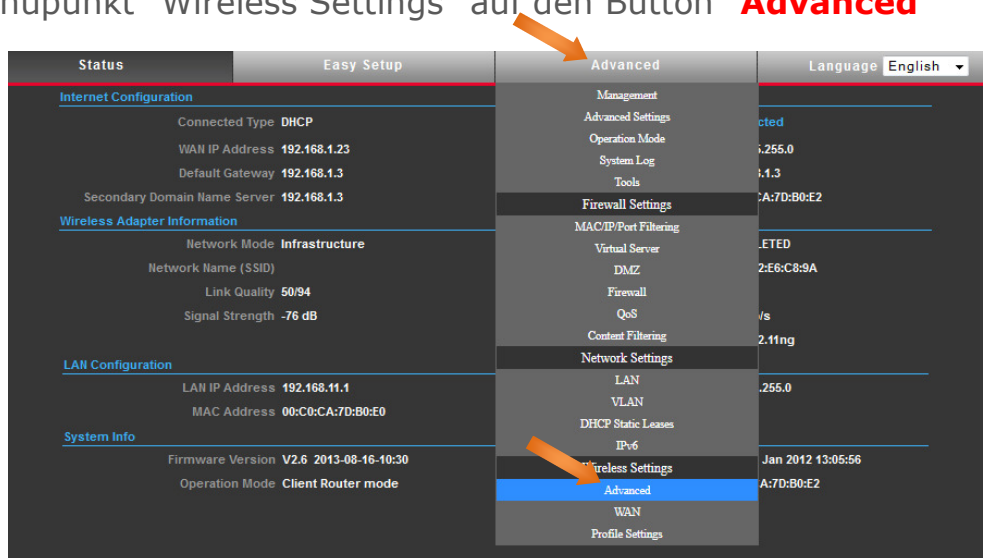 nüpunkt "Wireless Settings" auf den Button "Advanced"
Status Easy Setup Advanced Language English
Internet Configuration
Connected Type DHCP
WAN IP Address 192.168.1.23
Default Gateway 192.168.1.3
Secondary Domain Name Server 192.168.1.3
Wireless Adapter Information
Network Mode Infrastructure
Network Name (SSID)
Link Quality 50/94
Signal Strength -76 dB
LAN Configuration
LAN IP Address 192.168.11.1
MAC Address 00:C0:CA:7D:B0:E0
System Info
Firmware Version V2.6 2013-08-16-10:30
Operation Mode Client Router mode
Management
Advanced Settings
Operation Mode
System Log
Tools
Firewall Settings
MAC/IP/Port Filtering
Virtual Server
DMZ
Firewall
QoS
Content Filtering
Network Settings
LAN
VLAN
DHCP Static Leases
IPv6
Wireless Settings
Advanced
WAN
Profile Settings
cted
.255.0
.1.3
:A:7D:B0:E2
LETED
2:E6:C8:9A
/s
2.11ng
.255.0
Jan 2012 13:05:56
A:7D:B0:E2